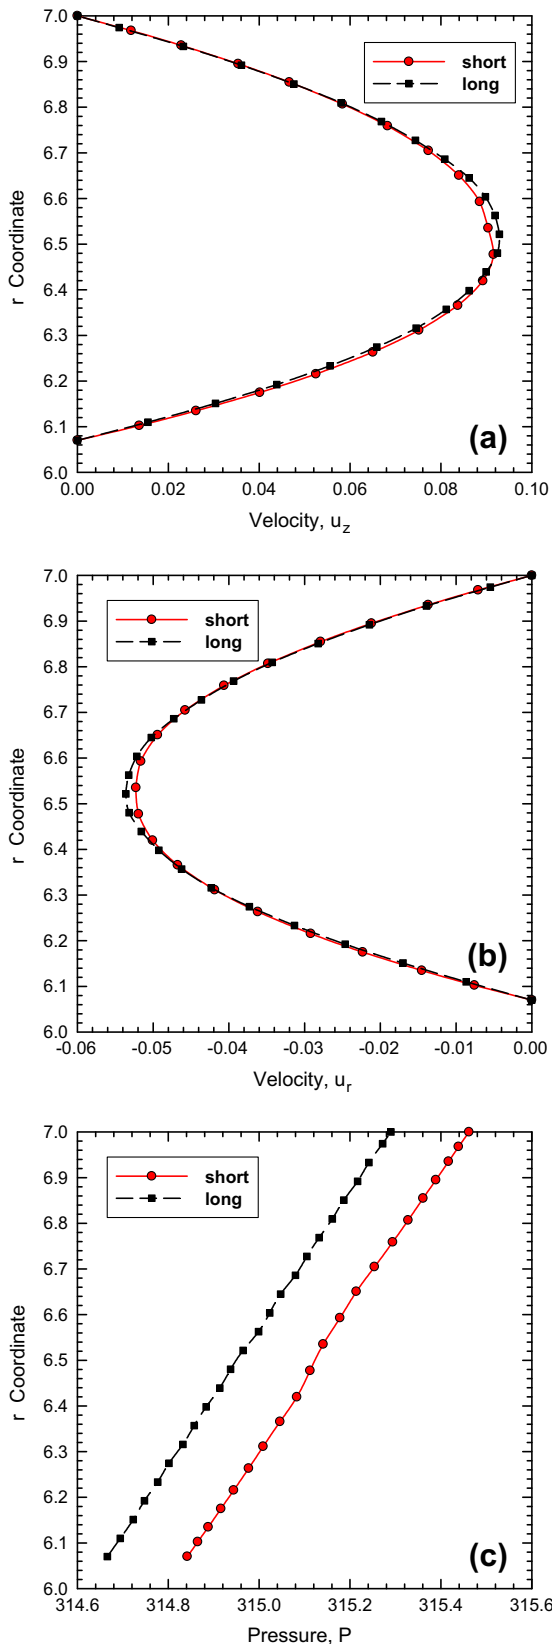 7.0
6.9
6.8
6.7
6.6
6.5
6.4
6.3
6.2
6.1
6.0
r Coordinate
short
long
(a)
0.00 0.02 0.04 0.06 0.08 0.10
Velocity, u_z
7.0
6.9
6.8
6.7
6.6
6.5
6.4
6.3
6.2
6.1
6.0
r Coordinate
short
long
(b)
-0.06 -0.05 -0.04 -0.03 -0.02 -0.01 0.00
Velocity, u_r
7.0
6.9
6.8
6.7
6.6
6.5
6.4
6.3
6.2
6.1
6.0
r Coordinate
short
long
(c)
314.6 314.8 315.0 315.2 315.4 315.6
Pressure, P